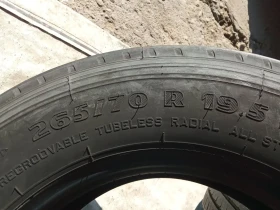 265/70 R 19.5
REGROOVABLE TUBELESS RADIAL ALL ST